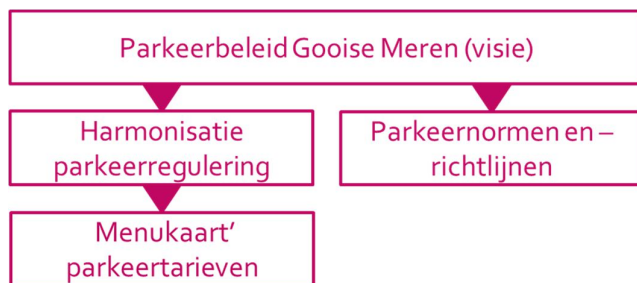 Parkeerbeleid Gooise Meren (visie)
Harmonisatie
parkeerregulering
Parkeernormen en –
richtlijnen
Menukaart’
parkeertarieven